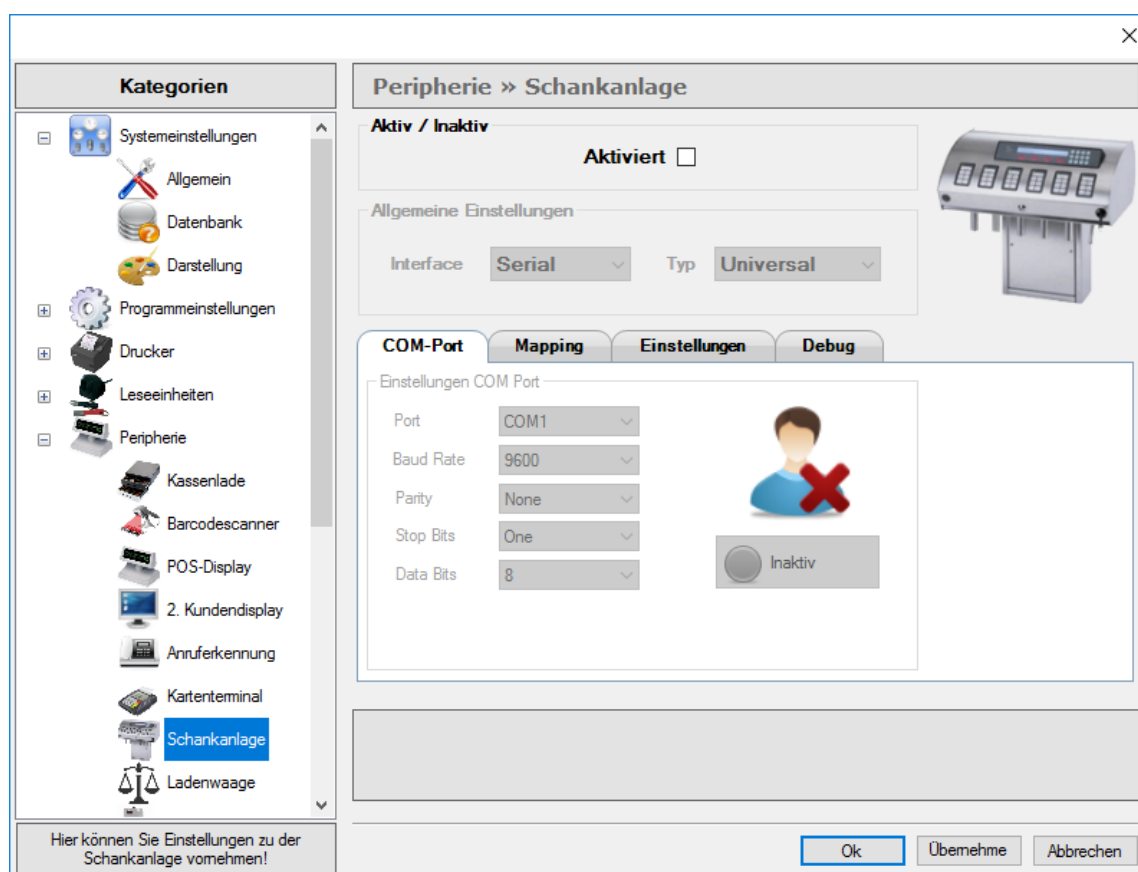 Kategorien
Systemeinstellungen
Allgemein
Datenbank
Darstellung
Programmeinstellungen
Drucker
Leseeinheiten
Peripherie
Kassenlade
Barcodescanner
POS-Display
2. Kundendisplay
Anruferkennung
Kartenterminal
Schankanlage
Ladenwaage
Hier können Sie Einstellungen zu der
Schankanlage vornehmen!
Peripherie » Schankanlage
Aktiv / Inaktiv
Aktiviert
Allgemeine Einstellungen
Interface Serial Typ Universal
COM-Port Mapping Einstellungen Debug
Einstellungen COM Port
Port COM1
Baud Rate 9600
Parity None
Stop Bits One
Data Bits 8
Inaktiv
Ok Übernehme Abbrechen